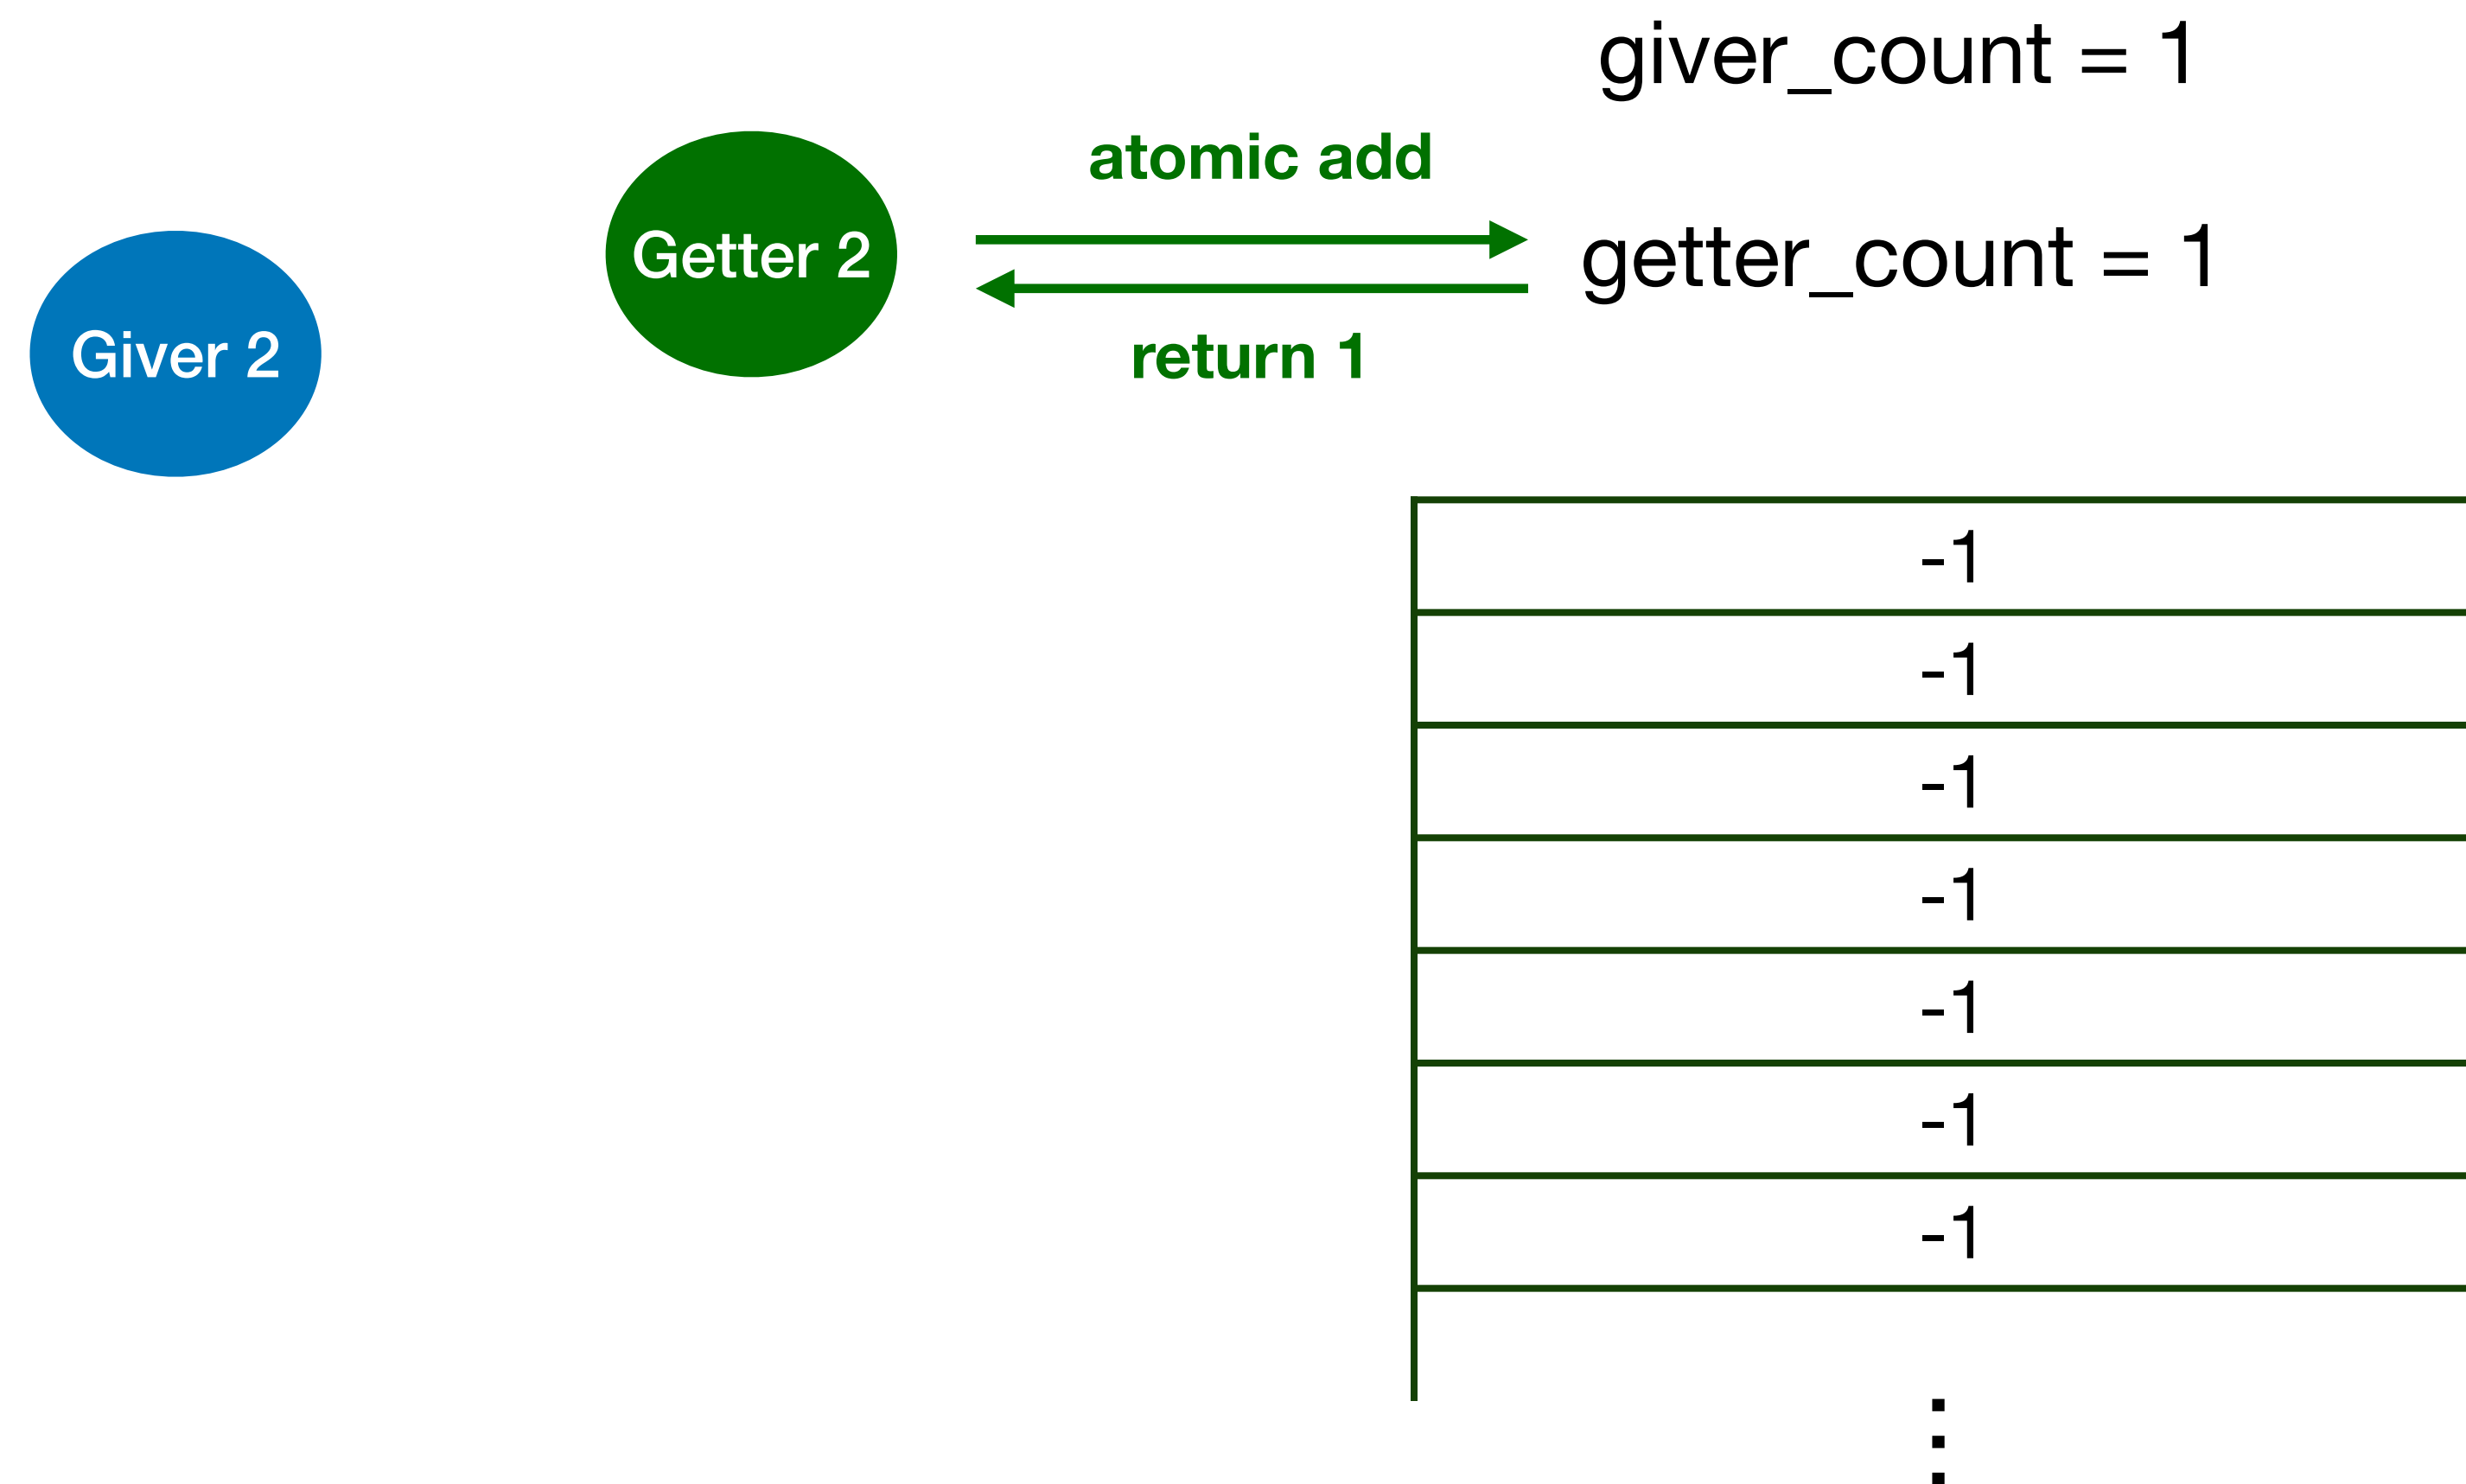 giver_count = 1
atomic add
Getter 2
getter_count = 1
Giver 2
return 1
-1
-1
-1
-1
-1
-1
-1